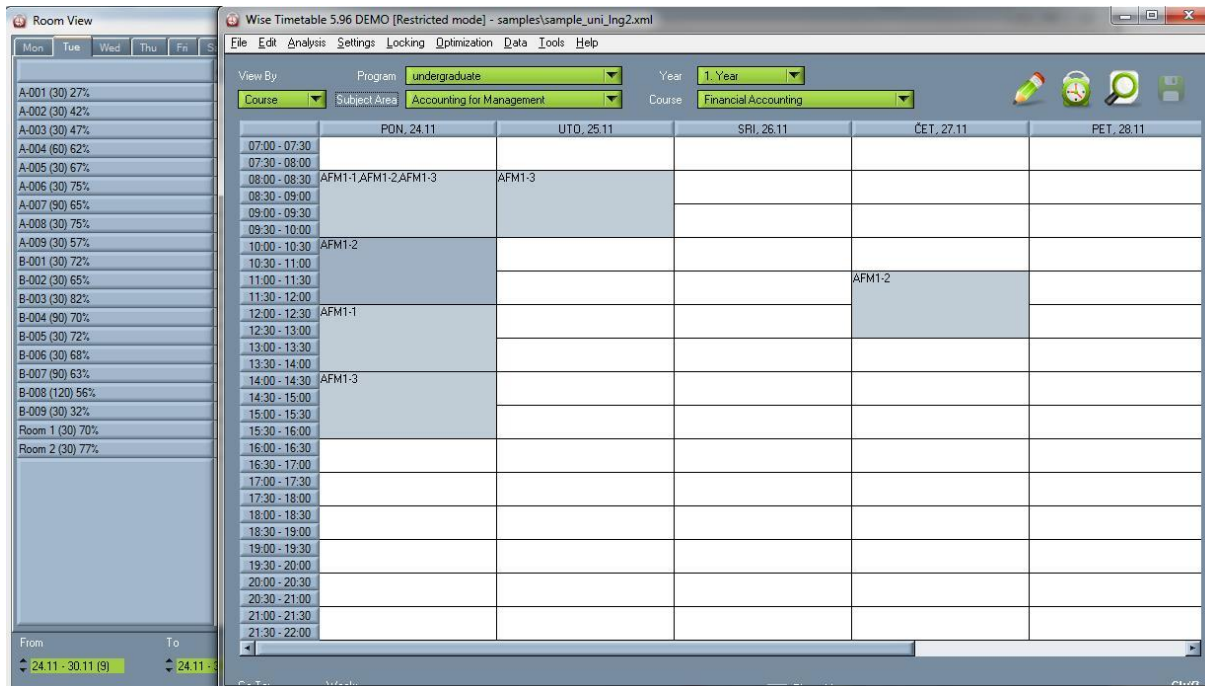 Room View
Mon Tue Wed Thu Fri
A-001 (30) 27%
A-002 (30) 42%
A-003 (30) 47%
A-004 (60) 62%
A-005 (30) 67%
A-006 (30) 75%
A-007 (90) 65%
A-008 (30) 75%
A-009 (30) 57%
B-001 (30) 72%
B-002 (30) 65%
B-003 (30) 82%
B-004 (90) 70%
B-005 (30) 72%
B-006 (30) 68%
B-007 (90) 63%
B-008 (120) 56%
B-009 (30) 32%
Room 1 (30) 70%
Room 2 (30) 77%
From To
24.11 - 30.11 (9) 24.11 -
Wise Timetable 5.96 DEMO [Restricted mode] - samples\sample_uni_lng2.xml
File Edit Analysis Settings Locking Optimization Data Tools Help
View By Program undergraduate Year 1. Year
Course Subject Area Accounting for Management Course Financial Accounting
PON, 24.11 UTO, 25.11 SRI, 26.11 ČET, 27.11 PET, 28.11
07:00 - 07:30
07:30 - 08:00
08:00 - 08:30 AFM1-1,AFM1-2,AFM1-3 AFM1-3
08:30 - 09:00
09:00 - 09:30
09:30 - 10:00
10:00 - 10:30 AFM1-2
10:30 - 11:00
11:00 - 11:30 AFM1-2
11:30 - 12:00
12:00 - 12:30 AFM1-1
12:30 - 13:00
13:00 - 13:30
13:30 - 14:00
14:00 - 14:30 AFM1-3
14:30 - 15:00
15:00 - 15:30
15:30 - 16:00
16:00 - 16:30
16:30 - 17:00
17:00 - 17:30
17:30 - 18:00
18:00 - 18:30
18:30 - 19:00
19:00 - 19:30
19:30 - 20:00
20:00 - 20:30
20:30 - 21:00
21:00 - 21:30
21:30 - 22:00